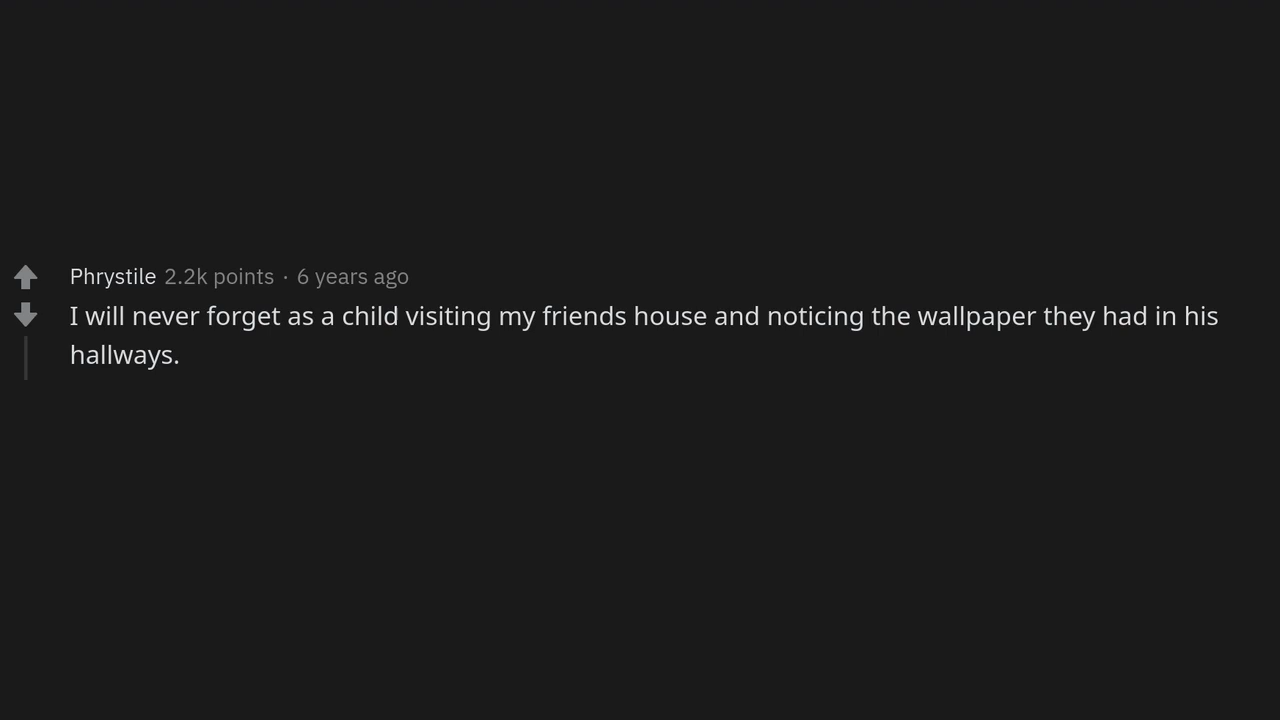 Phrystile 2.2k points · 6 years ago
I will never forget as a child visiting my friends house and noticing the wallpaper they had in his
hallways.